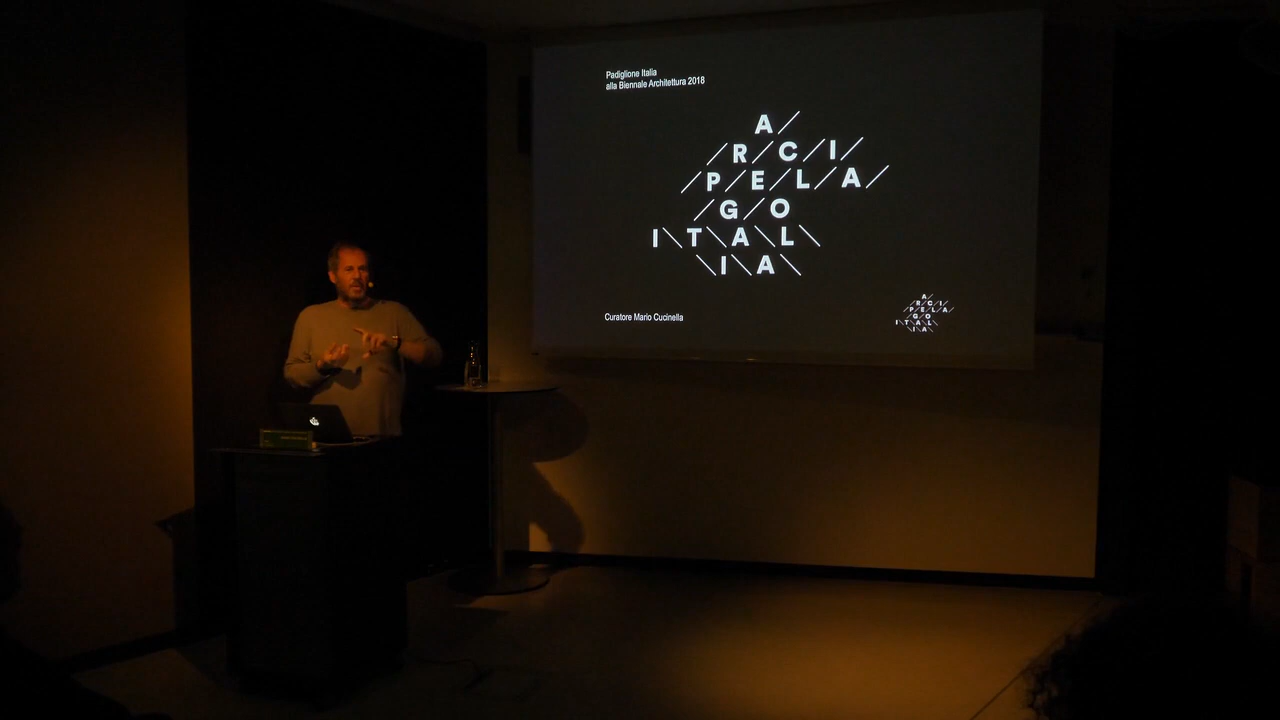 Padiglione Italia
alla Biennale Architettura 2018
A/
/R/C/I/
/P/E/L/A/
/G/O
I\T\A\L\
\I\A\
Curatore Mario Cucinella
A/
/R/C/I/
/P/E/L/A/
/G/O
I\T\A\L\
\I\A\